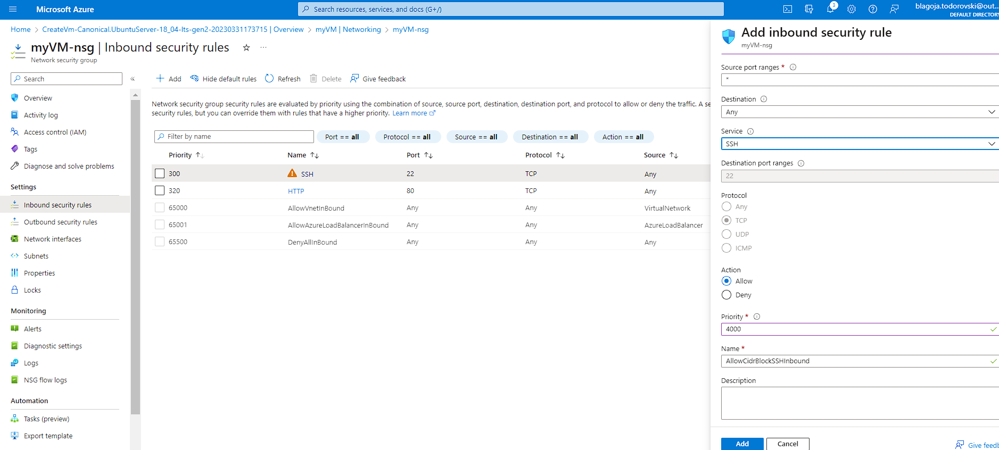 Microsoft Azure
Search resources, services, and docs (G+/)
3
blagoja.todorovski@out...
DEFAULT DIRECTORY
Home > CreateVm-Canonical.UbuntuServer-18_04-lts-gen2-20230331173715 | Overview > myVM | Networking > myVM-nsg
myVM-nsg | Inbound security rules
Network security group
Search
Overview
Activity log
Access control (IAM)
Tags
Diagnose and solve problems
Settings
Inbound security rules
Outbound security rules
Network interfaces
Subnets
Properties
Locks
Monitoring
Alerts
Diagnostic settings
Logs
NSG flow logs
Automation
Tasks (preview)
Export template
Add Hide default rules Refresh Delete Give feedback
Network security group security rules are evaluated by priority using the combination of source, source port, destination, destination port, and protocol to allow or deny the traffic. A se
security rules, but you can override them with rules that have a higher priority. Learn more
Filter by name Port == all Protocol == all Source == all Destination == all Action == all
Priority Name Port Protocol Source
300 SSH 22 TCP Any
320 HTTP 80 TCP Any
65000 AllowVnetInBound Any Any VirtualNetwork
65001 AllowAzureLoadBalancerInBound Any Any AzureLoadBalancer
65500 DenyAllInBound Any Any Any
Add inbound security rule
myVM-nsg
Source port ranges *
*
Destination
Any
Service
SSH
Destination port ranges
22
Protocol
Any
TCP
UDP
ICMP
Action
Allow
Deny
Priority *
4000
Name *
AllowCidrBlockSSHInbound
Description
Add Cancel Give feedb